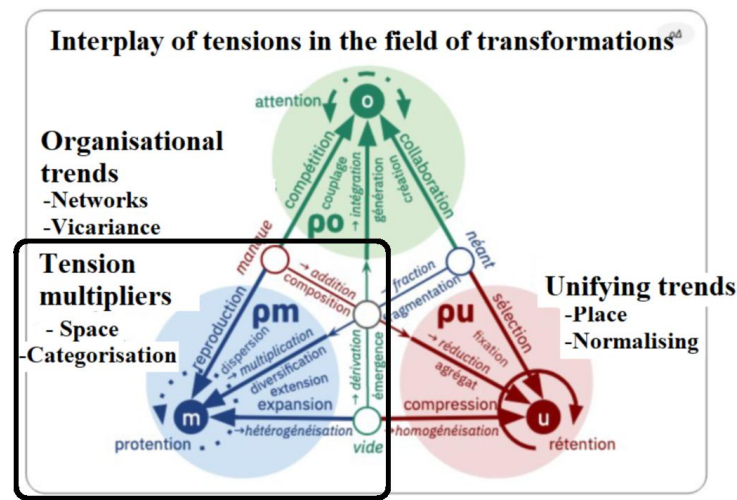 Interplay of tensions in the field of transformations
ρΔ
attention
o
Organisational
trends
-Networks
-Vicariance
compétition
couplage
→ intégration
génération
création
collaboration
ρo
manque
néant
Tension
multipliers
- Space
-Categorisation
→ addition
composition
→ fraction
fragmentation
Unifying trends
-Place
-Normalising
reproduction
ρm
dispersion
→ multiplication
diversification
extension
expansion
→hétérogénéisation
→ dérivation
émergence
ρu
sélection
fixation
→ réduction
agrégat
compression
→homogénéisation
m
protention
vide
u
rétention